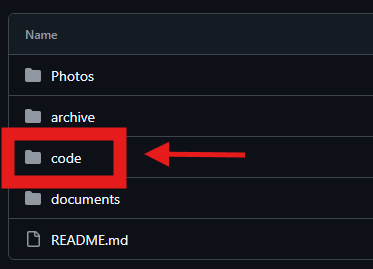 Name
Photos
archive
code
documents
README.md